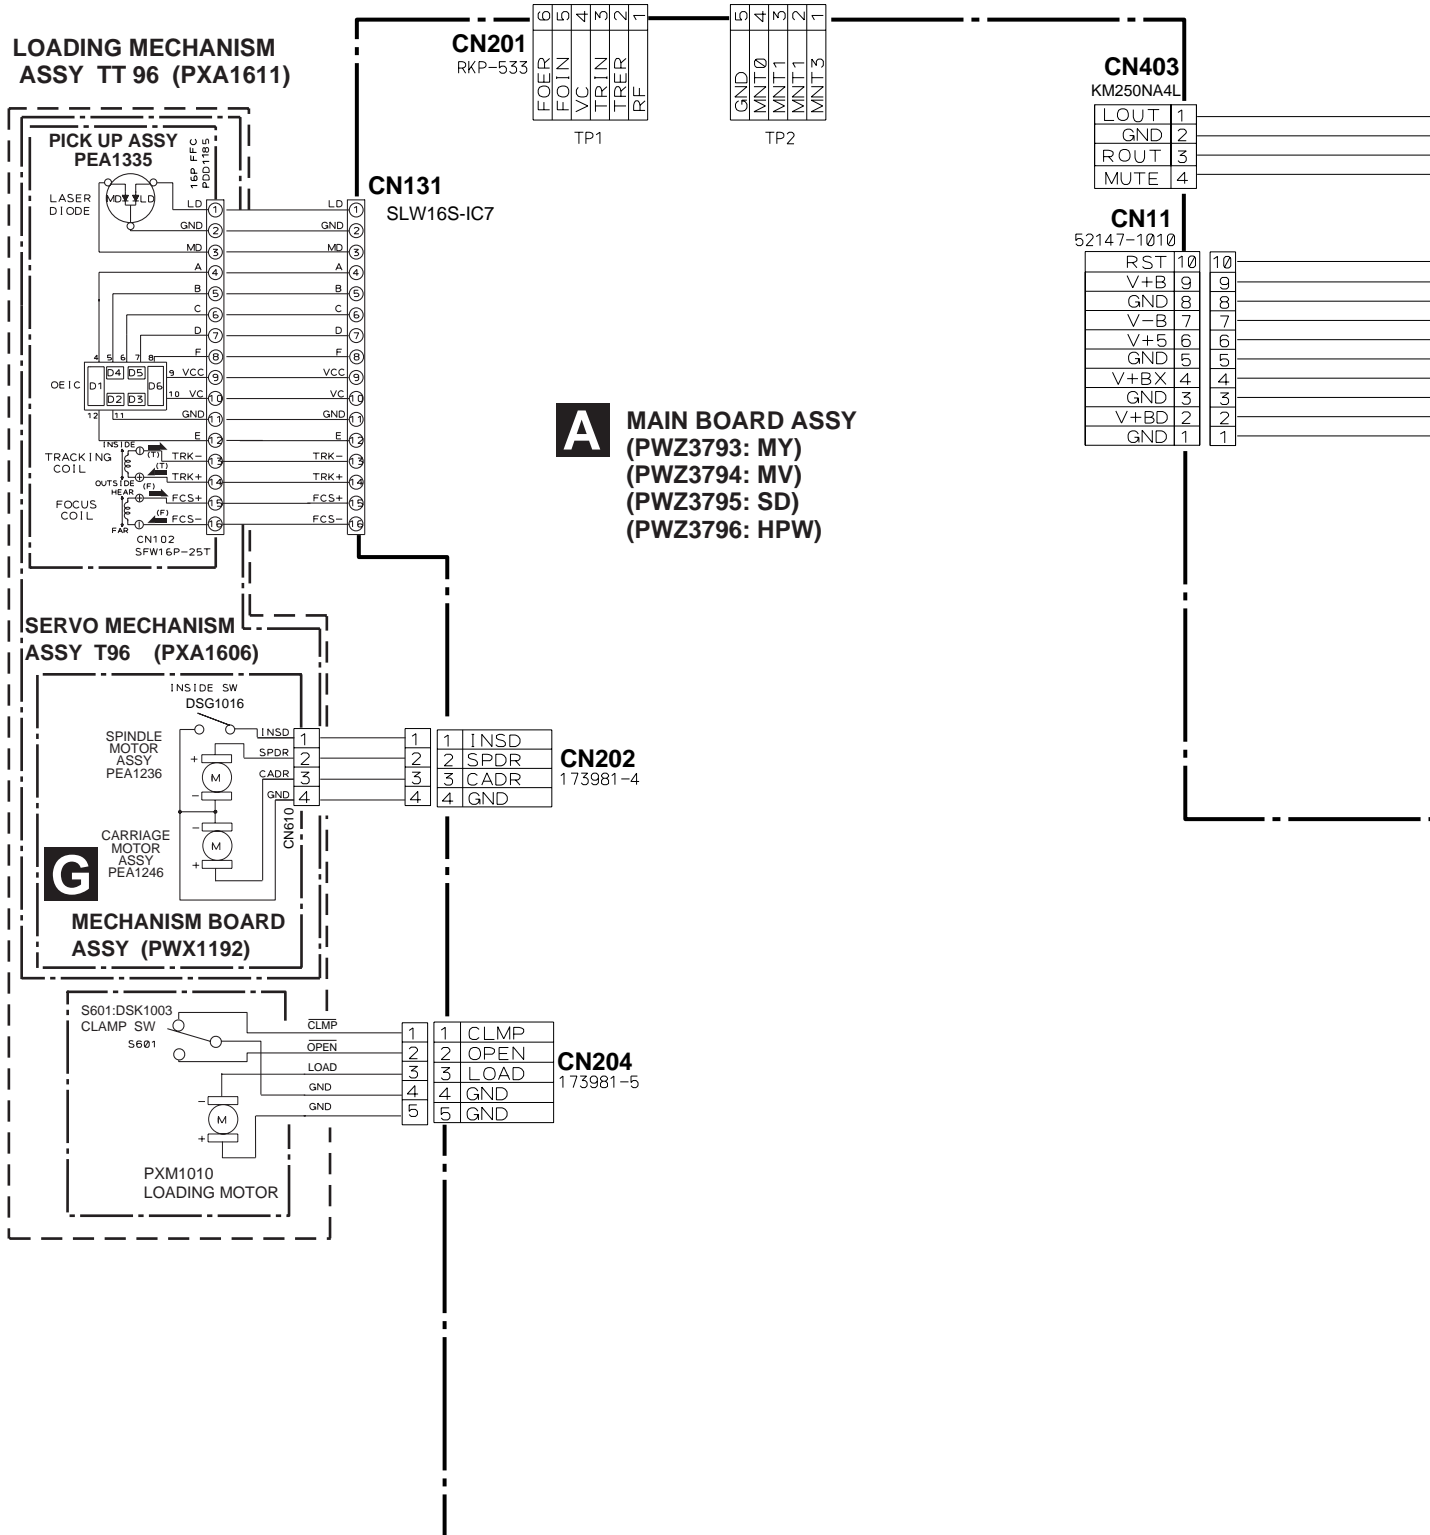 LOADING MECHANISM
ASSY TT 96 (PXA1611)
PICK UP ASSY
PEA1335
16P FFC
PDD1185
LASER
DIODE
MD LD
LD 1
GND 2
MD 3
A 4
B 5
C 6
D 7
F 8
9 VCC 9
10 VC 10
GND 11
E 12
TRK- 13
TRK+ 14
FCS+ 15
FCS- 16
4 5 6 7 8
OEIC
D1 D4 D5 D6
D2 D3
12 11
INSIDE
TRACKING
COIL
(T)
(T)
OUTSIDE
HEAR
(F)
FOCUS
COIL
(F)
FAR
CN102
SFW16P-25T
CN131
SLW16S-IC7
LD 1
GND 2
MD 3
A 4
B 5
C 6
D 7
F 8
VCC 9
VC 10
GND 11
E 12
TRK- 13
TRK+ 14
FCS+ 15
FCS- 16
CN201
RKP-533
6 5 4 3 2 1
FOER
FOIN
VC
TRIN
TRER
RF
TP1
5 4 3 2 1
GND
MNT0
MNT1
MNT1
MNT3
TP2
CN403
KM250NA4L
LOUT 1
GND 2
ROUT 3
MUTE 4
CN11
52147-1010
RST 10 10
V+B 9 9
GND 8 8
V-B 7 7
V+5 6 6
GND 5 5
V+BX 4 4
GND 3 3
V+BD 2 2
GND 1 1
A
MAIN BOARD ASSY
(PWZ3793: MY)
(PWZ3794: MV)
(PWZ3795: SD)
(PWZ3796: HPW)
SERVO MECHANISM
ASSY T96 (PXA1606)
INSIDE SW
DSG1016
SPINDLE
MOTOR
ASSY
PEA1236
+
M
-
-
M
+
CARRIAGE
MOTOR
ASSY
PEA1246
INSD 1
SPDR 2
CADR 3
GND 4
CN610
1 1 INSD
2 2 SPDR
3 3 CADR
4 4 GND
CN202
173981-4
G
MECHANISM BOARD
ASSY (PWX1192)
S601:DSK1003
CLAMP SW
S601
CLMP
OPEN
LOAD
GND
GND
-
M
+
PXM1010
LOADING MOTOR
1 1 CLMP
2 2 OPEN
3 3 LOAD
4 4 GND
5 5 GND
CN204
173981-5